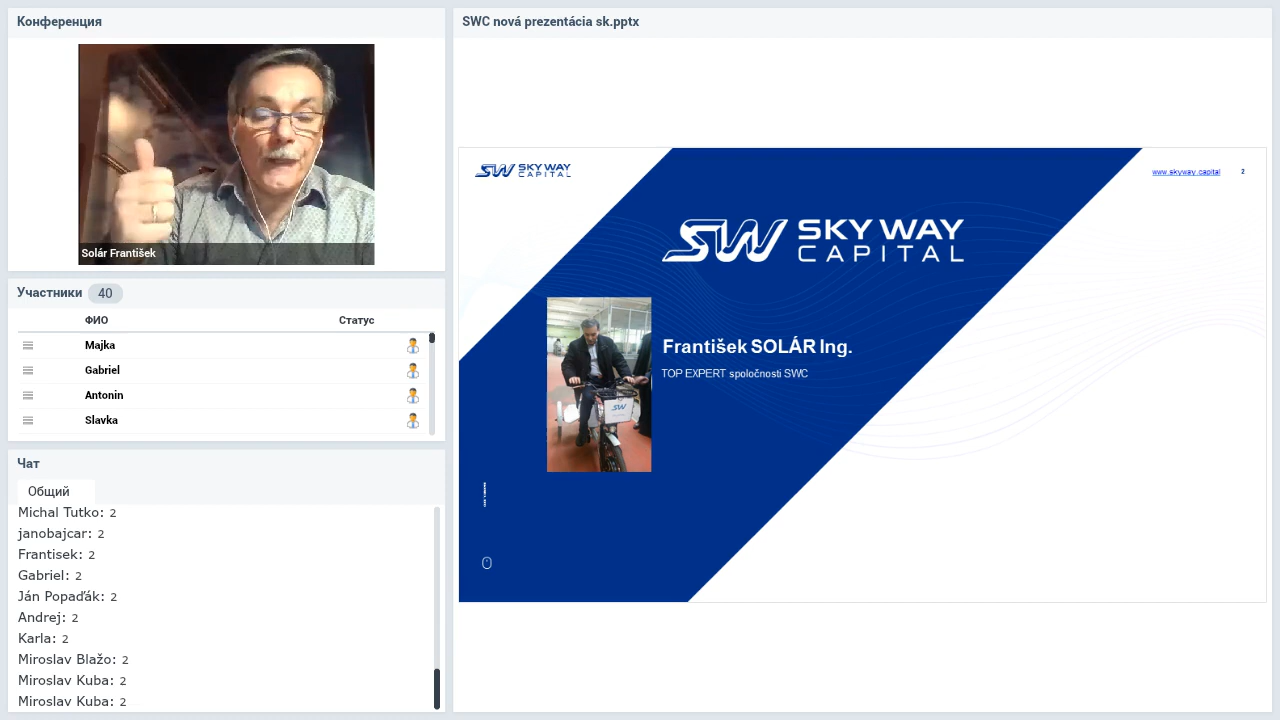 Конференция
Solár František
Участники 40
ФИО Статус
Majka
Gabriel
Antonin
Slavka
Чат
Общий
Michal Tutko: 2
janobajcar: 2
Frantisek: 2
Gabriel: 2
Ján Popaďák: 2
Andrej: 2
Karla: 2
Miroslav Blažo: 2
Miroslav Kuba: 2
Miroslav Kuba: 2
SWC nová prezentácia sk.pptx
SW SKY WAY
CAPITAL
www.skyway.capital 2
SW SKY WAY
CAPITAL
František SOLÁR Ing.
TOP EXPERT spoločnosti SWC
SW